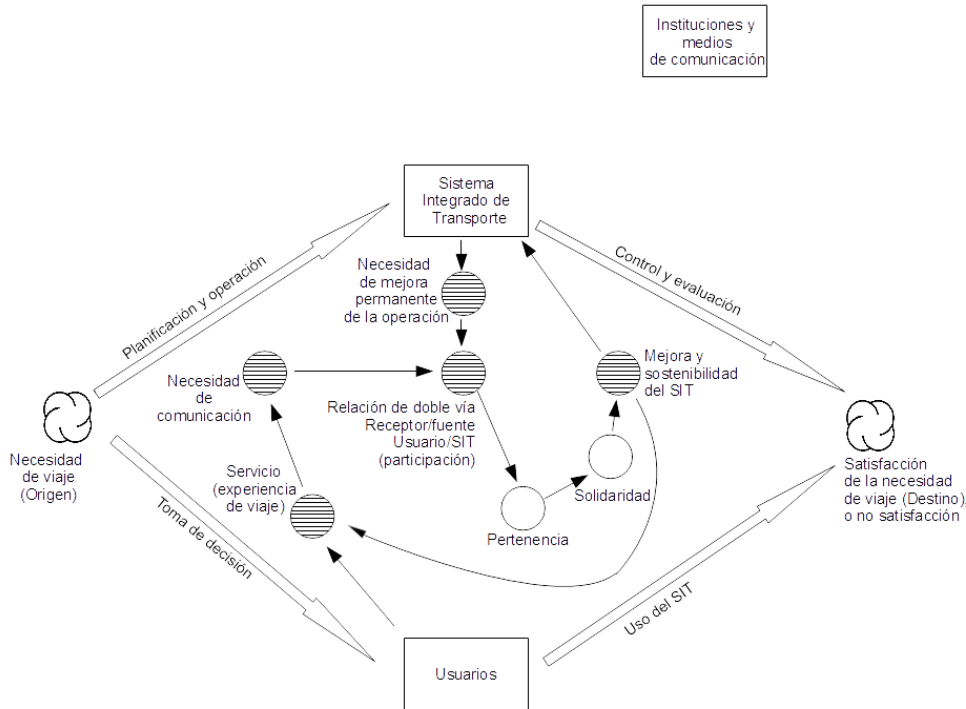 Instituciones y
medios
de comunicación
Sistema
Integrado de
Transporte
Planificación y operación
Control y evaluación
Necesidad
de mejora
permanente
de la operación
Necesidad
de
comunicación
Mejora y
sostenibilidad
del SIT
Relación de doble vía
Receptor/fuente
Usuario/SIT
(participación)
Necesidad
de viaje
(Origen)
Servicio
(experiencia
de viaje)
Solidaridad
Pertenencia
Satisfacción
de la necesidad
de viaje (Destino),
o no satisfacción
Toma de decisión
Uso del SIT
Usuarios